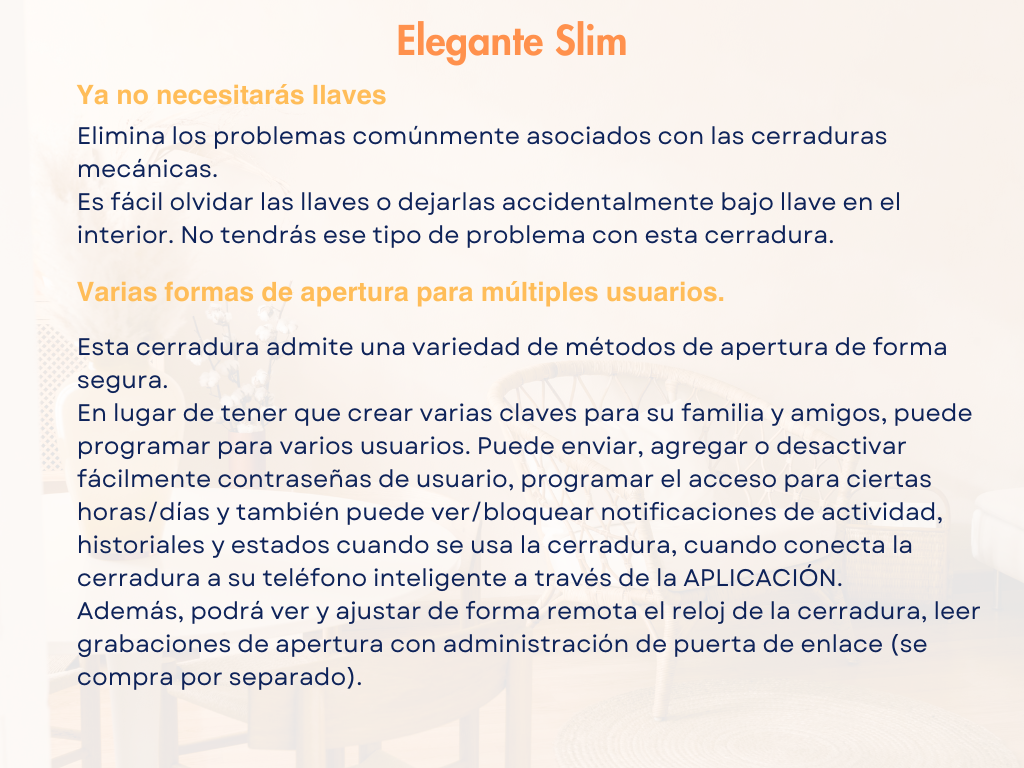 Elegante Slim
Ya no necesitarás llaves
Elimina los problemas comúnmente asociados con las cerraduras
mecánicas.
Es fácil olvidar las llaves o dejarlas accidentalmente bajo llave en el
interior. No tendrás ese tipo de problema con esta cerradura.
Varias formas de apertura para múltiples usuarios.
Esta cerradura admite una variedad de métodos de apertura de forma
segura.
En lugar de tener que crear varias claves para su familia y amigos, puede
programar para varios usuarios. Puede enviar, agregar o desactivar
fácilmente contraseñas de usuario, programar el acceso para ciertas
horas/días y también puede ver/bloquear notificaciones de actividad,
historiales y estados cuando se usa la cerradura, cuando conecta la
cerradura a su teléfono inteligente a través de la APLICACIÓN.
Además, podrá ver y ajustar de forma remota el reloj de la cerradura, leer
grabaciones de apertura con administración de puerta de enlace (se
compra por separado).